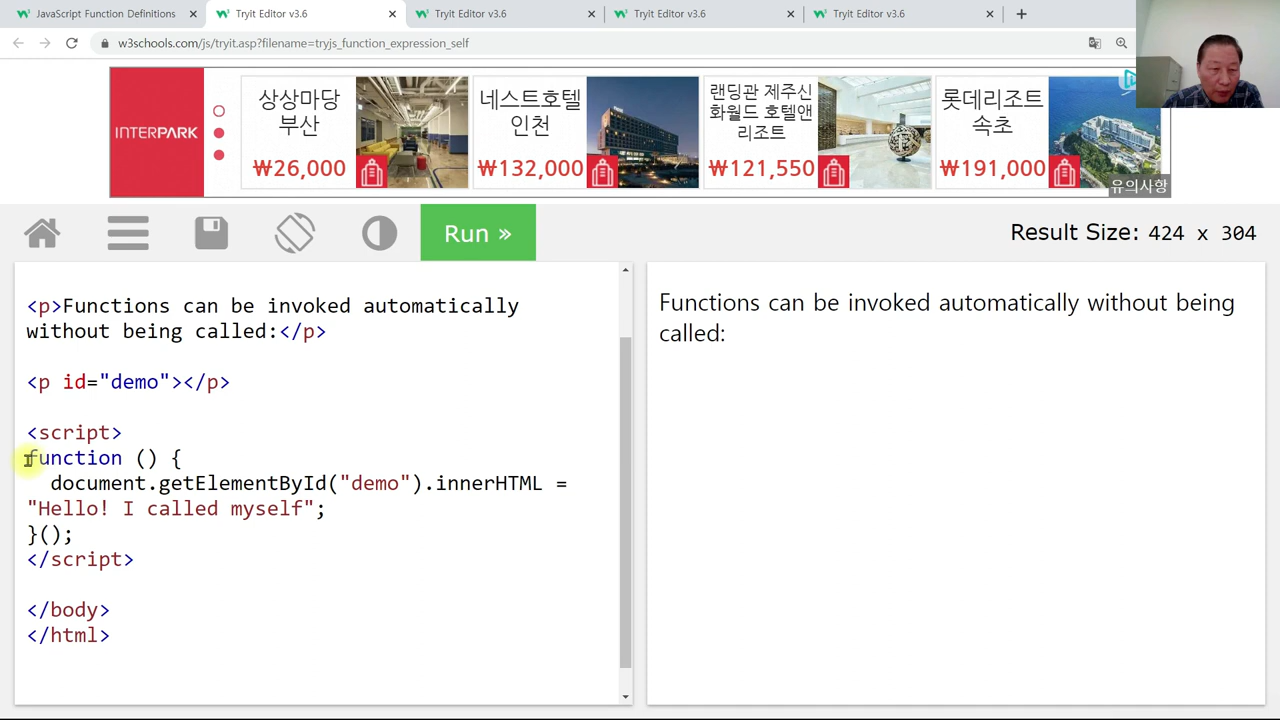 JavaScript Function Definitions
Tryit Editor v3.6
Tryit Editor v3.6
Tryit Editor v3.6
Tryit Editor v3.6
w3schools.com/js/tryit.asp?filename=tryjs_function_expression_self
INTERPARK
상상마당
부산
₩26,000
네스트호텔
인천
₩132,000
랜딩관 제주신
화월드 호텔앤
리조트
₩121,550
롯데리조트
속초
₩191,000
유의사항
Run »
Result Size: 424 x 304
<p>Functions can be invoked automatically
without being called:</p>
<p id="demo"></p>
<script>
function () {
document.getElementById("demo").innerHTML =
"Hello! I called myself";
}();
</script>
</body>
</html>
Functions can be invoked automatically without being
called: